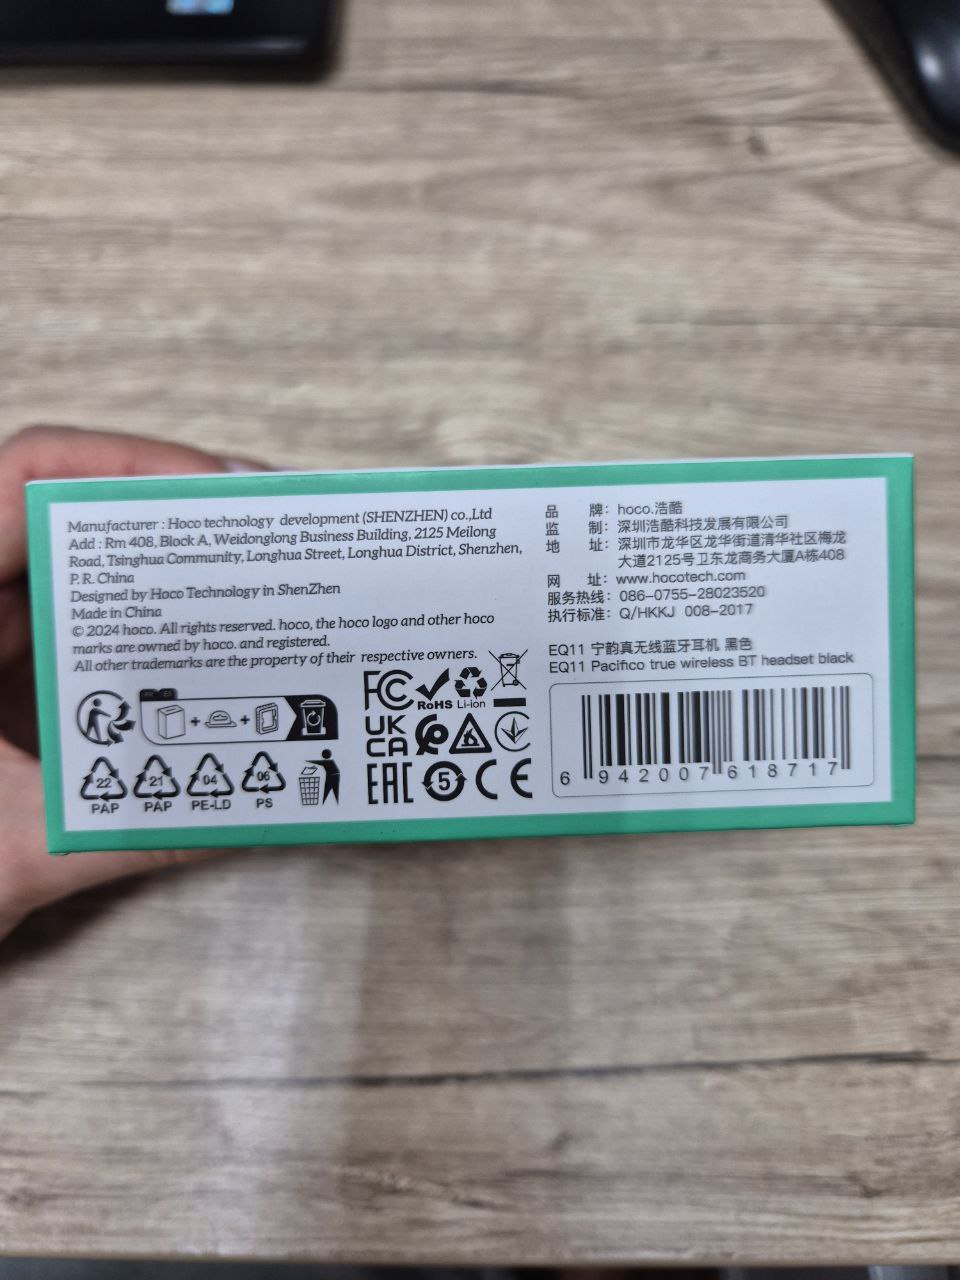 Manufacturer : Hoco technology development (SHENZHEN) co.,Ltd
Add : Rm 408, Block A, Weidonglong Business Building, 2125 Meilong
Road, Tsinghua Community, Longhua Street, Longhua District, Shenzhen,
P. R. China
Designed by Hoco Technology in ShenZhen
Made in China
© 2024 hoco. All rights reserved. hoco, the hoco logo and other hoco
marks are owned by hoco. and registered.
All other trademarks are the property of their respective owners.
FC
RoHS
Li-ion
UK
CA
EAC
5
CE
22
PAP
21
PAP
04
PE-LD
06
PS
品 牌: hoco.浩酷
监 制: 深圳浩酷科技发展有限公司
地 址: 深圳市龙华区龙华街道清华社区梅龙
大道2125号卫东龙商务大厦A栋408
网 址: www.hocotech.com
服务热线: 086-0755-28023520
执行标准: Q/HKKJ 008-2017
EQ11 宁韵真无线蓝牙耳机 黑色
EQ11 Pacifico true wireless BT headset black
6 942007 618717